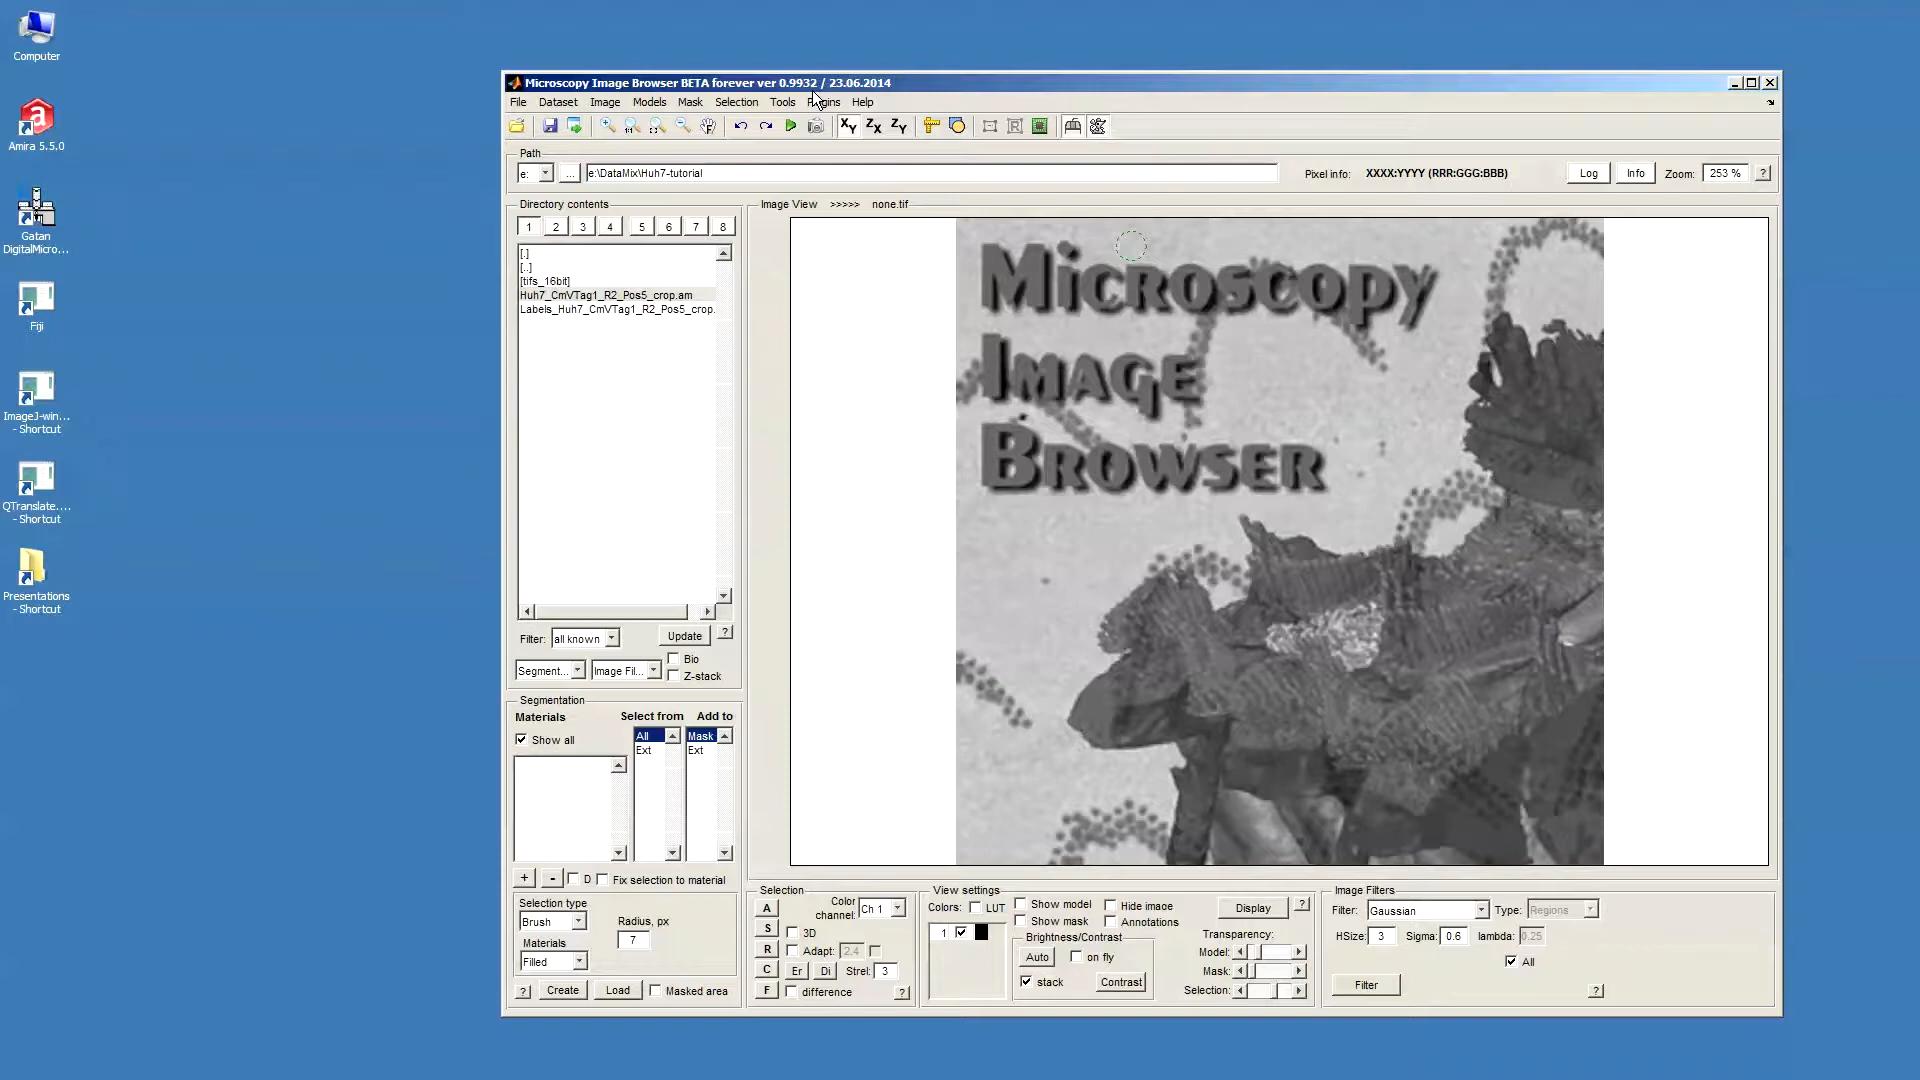 Computer
Amira 5.5.0
Gatan
DigitalMicro...
Fiji
ImageJ-win...
- Shortcut
QTranslate....
- Shortcut
Presentations
- Shortcut
Microscopy Image Browser BETA forever ver 0.9932 / 23.06.2014
File Dataset Image Models Mask Selection Tools Plugins Help
Path
e: ... e:\DataMix\Huh7-tutorial Pixel info: XXXX:YYYY (RRR:GGG:BBB) Log Info Zoom: 253 % ?
Directory contents
1 2 3 4 5 6 7 8
[.]
[..]
[tifs_16bit]
Huh7_CmVTag1_R2_Pos5_crop.am
Labels_Huh7_CmVTag1_R2_Pos5_crop.
Filter: all known Update ?
Segment... Image Fil... Bio
Z-stack
Image View >>>>> none.tif
Microscopy
Image
Browser
Segmentation
Materials Select from Add to
Show all
All Mask
Ext Ext
+ - D Fix selection to material
Selection type
Brush
Radius, px
7
Materials
Filled
? Create Load Masked area
Selection
A Color
channel: Ch 1
S 3D
R Adapt: 2.4
C Er Di Strel: 3
F difference ?
View settings
Colors: LUT Show model Hide image Display ?
Show mask Annotations
1
Brightness/Contrast
Auto on fly
stack Contrast
Transparency:
Model:
Mask:
Selection:
Image Filters
Filter: Gaussian Type: Regions
HSize: 3 Sigma: 0.6 lambda: 0.25
All
Filter ?